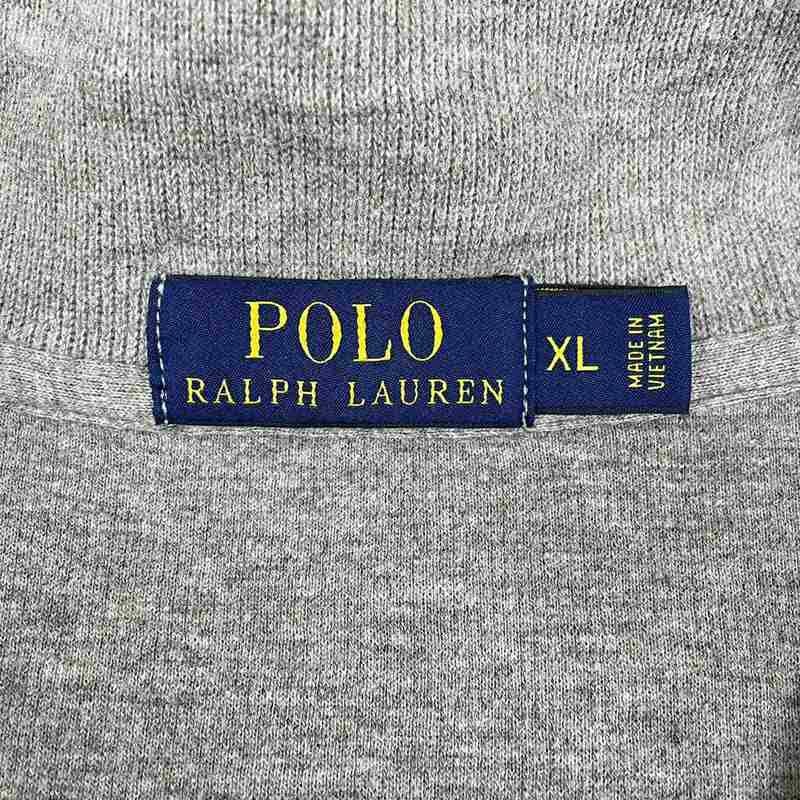 POLO
RALPH LAUREN
XL
MADE IN
VIETNAM